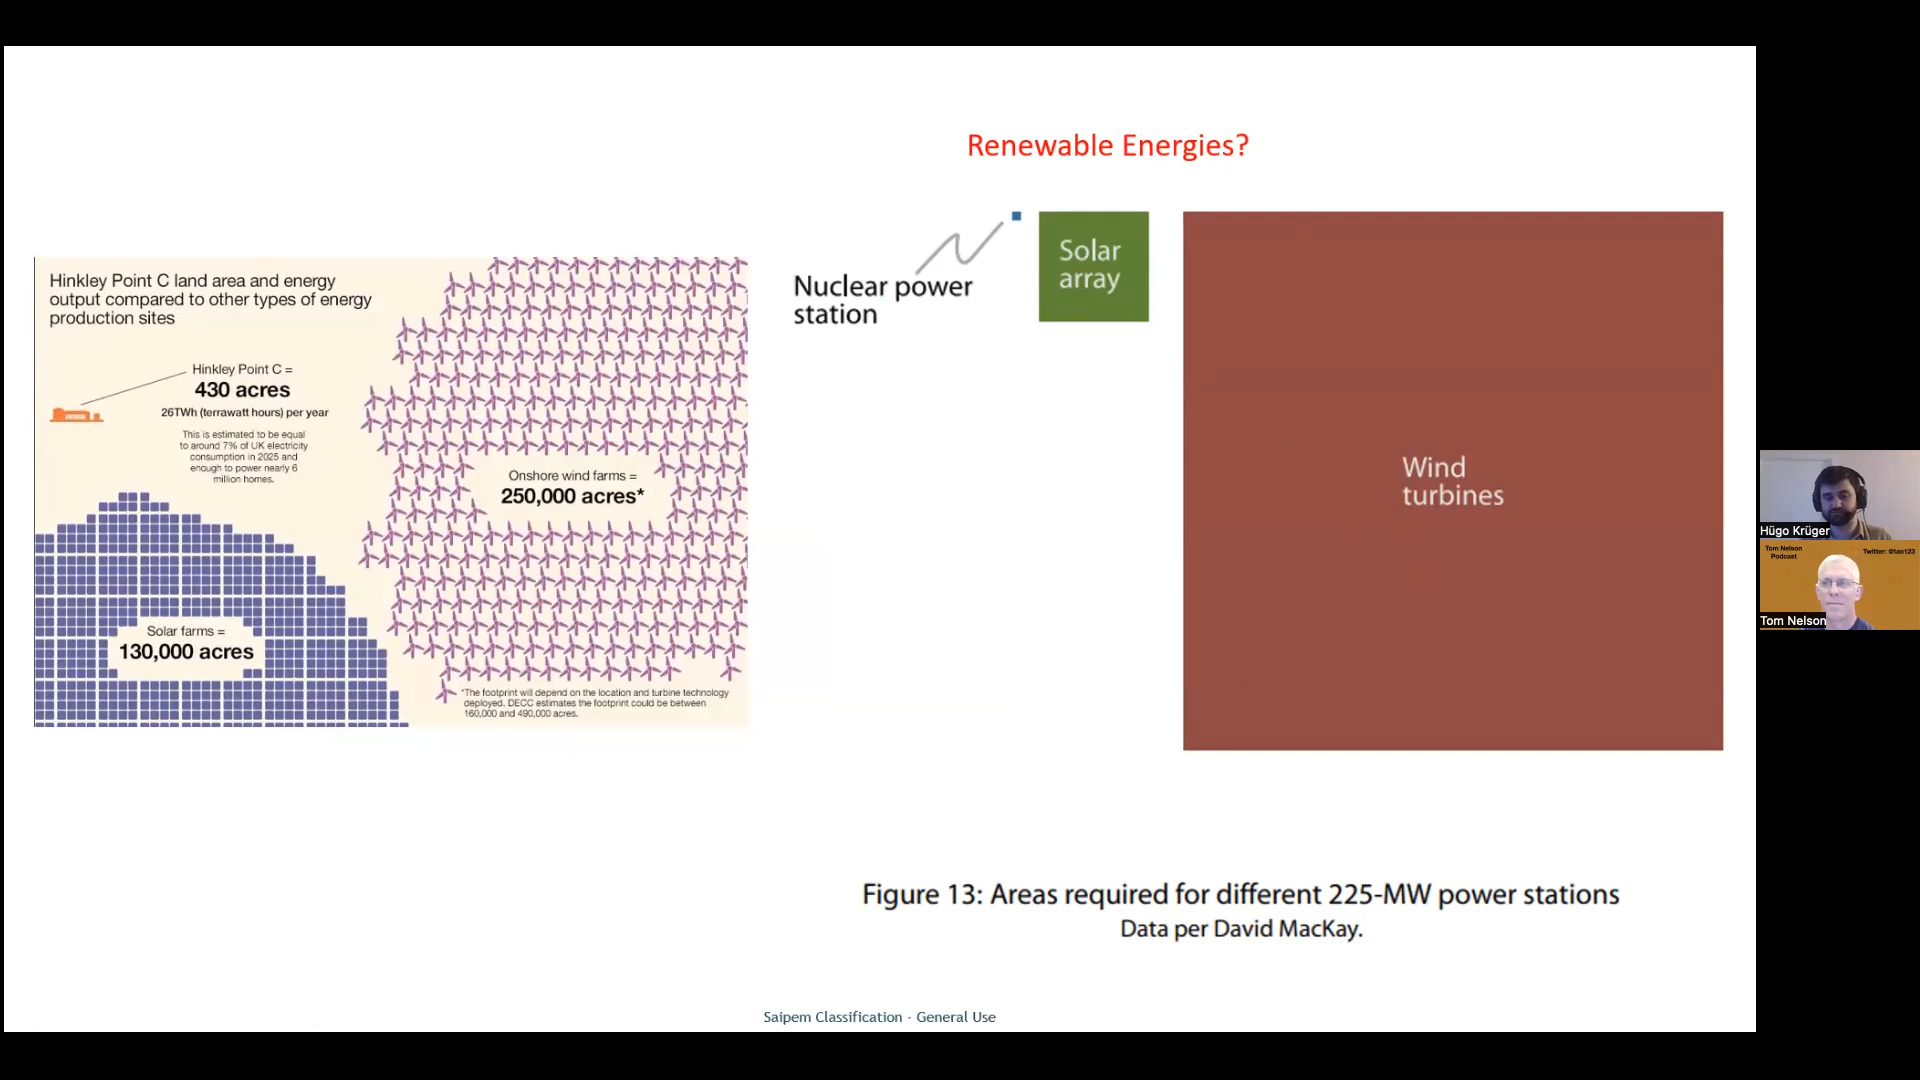 Renewable Energies?
Hinkley Point C land area and energy
output compared to other types of energy
production sites
Hinkley Point C =
430 acres
26TWh (terrawatt hours) per year
This is estimated to be equal
to around 7% of UK electricity
consumption in 2025 and
enough to power nearly 6
million homes.
Onshore wind farms =
250,000 acres*
Solar farms =
130,000 acres
*The footprint will depend on the location and turbine technology
deployed. DECC estimates the footprint could be between
160,000 and 490,000 acres.
Nuclear power
station
Solar
array
Wind
turbines
Figure 13: Areas required for different 225-MW power stations
Data per David MacKay.
Saipem Classification - General Use
Hügo Krüger
Tom Nelson
Podcast
Twitter: @tan123
Tom Nelson